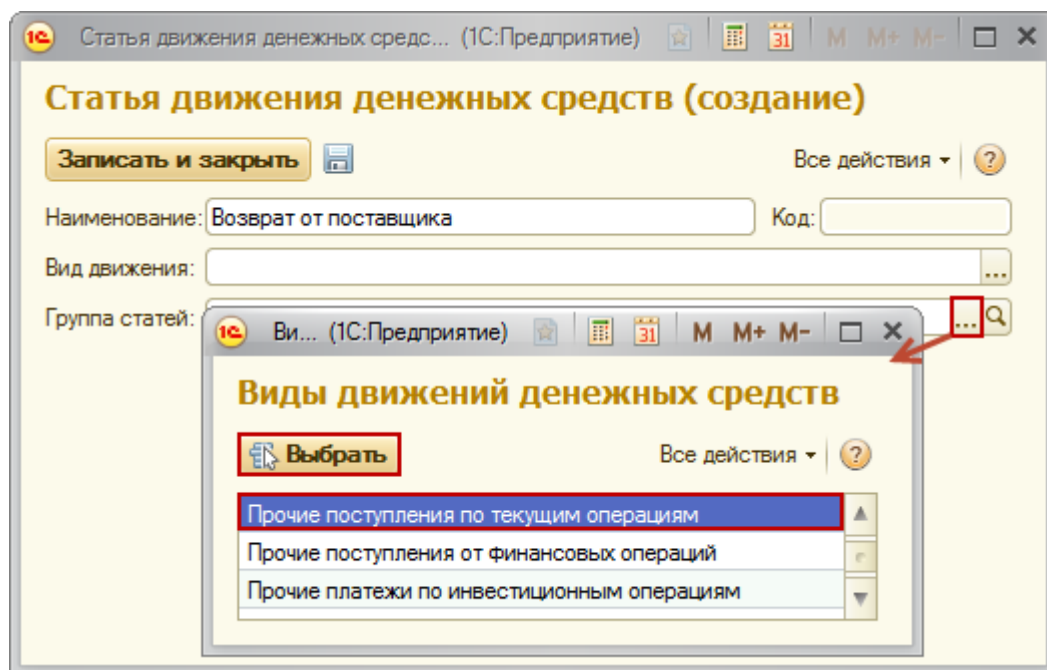 Статья движения денежных средс... (1С:Предприятие) 31 M M+ M-
Статья движения денежных средств (создание)
Записать и закрыть Все действия ?
Наименование: Возврат от поставщика Код:
Вид движения: ...
Группа статей: ...
Ви... (1С:Предприятие) 31 M M+ M-
Виды движений денежных средств
Выбрать Все действия ?
Прочие поступления по текущим операциям
Прочие поступления от финансовых операций
Прочие платежи по инвестиционным операциям